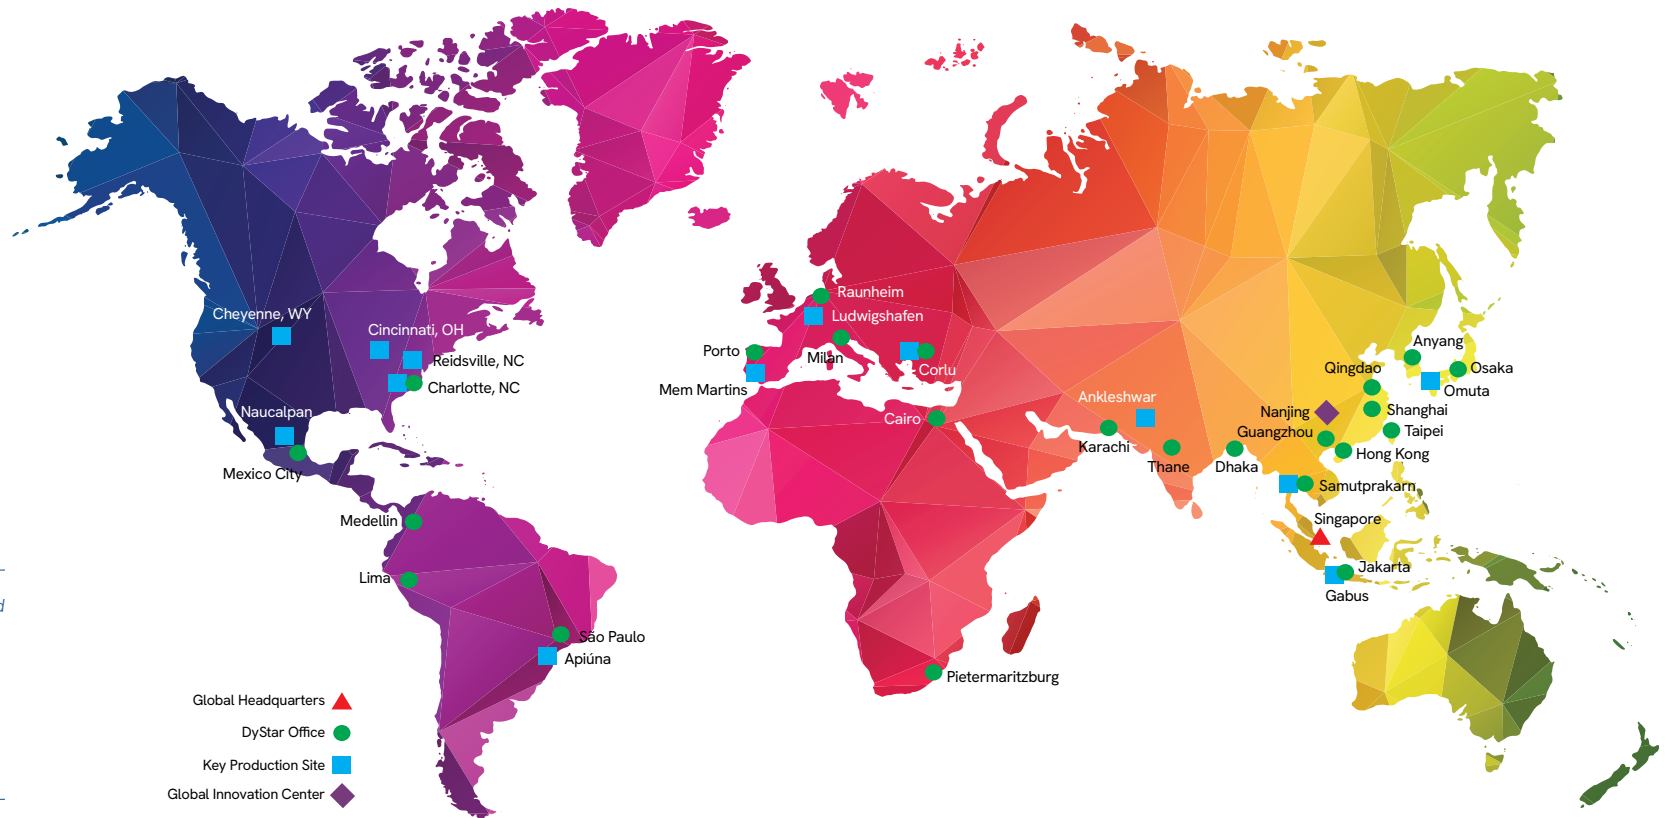 Cheyenne, WY
Cincinnati, OH
Reidsville, NC
Charlotte, NC
Naucalpan
Mexico City
Medellin
Lima
São Paulo
Apiúna
Raunheim
Ludwigshafen
Porto
Milan
Mem Martins
Corlu
Cairo
Pietermaritzburg
Ankleshwar
Karachi
Thane
Dhaka
Anyang
Qingdao
Osaka
Omuta
Nanjing
Shanghai
Guangzhou
Taipei
Hong Kong
Samutprakarn
Singapore
Jakarta
Gabus
Global Headquarters
DyStar Office
Key Production Site
Global Innovation Center